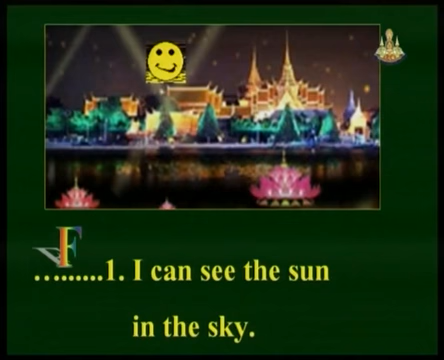 F
..........1. I can see the sun
in the sky.